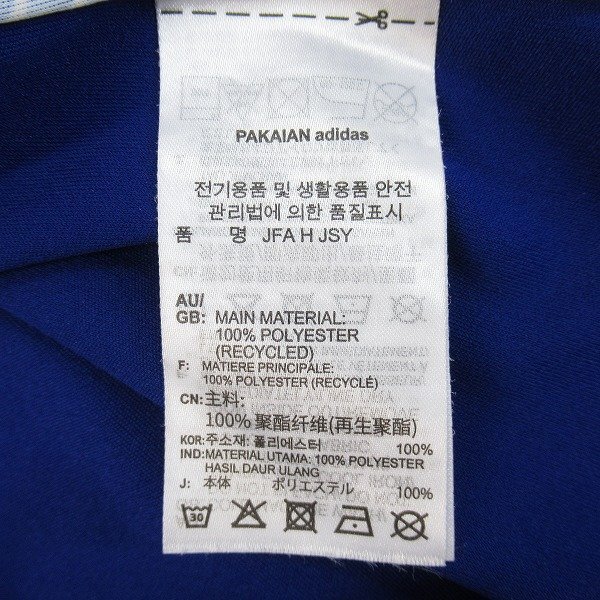 PAKAIAN adidas
전기용품 및 생활용품 안전
관리법에 의한 품질표시
품 명 JFA H JSY
AU/
GB: MAIN MATERIAL:
100% POLYESTER
(RECYCLED)
F: MATIERE PRINCIPALE:
100% POLYESTER (RECYCLÉ)
CN: 主料:
100% 聚酯纤维(再生聚酯)
KOR: 주소재: 폴리에스터 100%
IND: MATERIAL UTAMA: 100% POLYESTER
HASIL DAUR ULANG
J: 本体 ポリエステル 100%
30